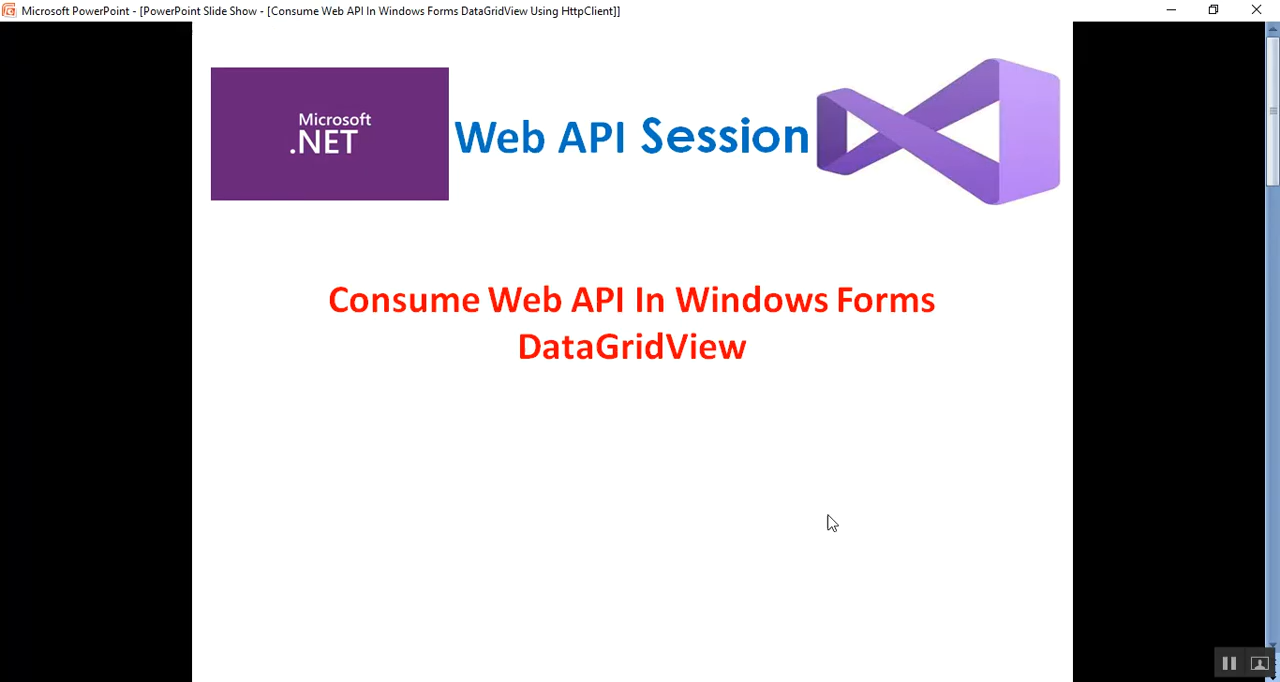 Microsoft PowerPoint - [PowerPoint Slide Show - [Consume Web API In Windows Forms DataGridView Using HttpClient]]
Microsoft
.NET
Web API Session
Consume Web API In Windows Forms
DataGridView